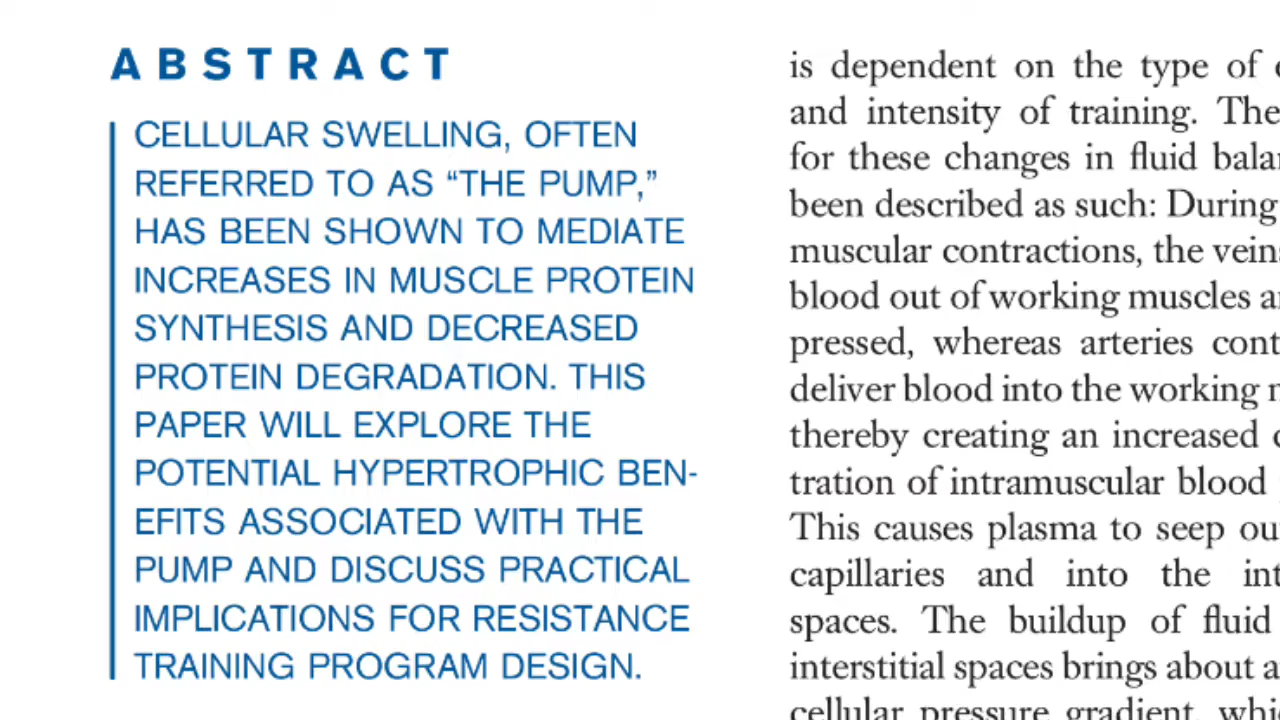 ABSTRACT
CELLULAR SWELLING, OFTEN
REFERRED TO AS “THE PUMP,”
HAS BEEN SHOWN TO MEDIATE
INCREASES IN MUSCLE PROTEIN
SYNTHESIS AND DECREASED
PROTEIN DEGRADATION. THIS
PAPER WILL EXPLORE THE
POTENTIAL HYPERTROPHIC BEN-
EFITS ASSOCIATED WITH THE
PUMP AND DISCUSS PRACTICAL
IMPLICATIONS FOR RESISTANCE
TRAINING PROGRAM DESIGN.
is dependent on the type of
and intensity of training. The
for these changes in fluid
been described as such: During
muscular contractions, the
blood out of working muscles
pressed, whereas arteries
deliver blood into the working
thereby creating an increased
tration of intramuscular blood
This causes plasma to seep
capillaries and into the
spaces. The buildup of fluid
interstitial spaces brings about a
cellular pressure gradient,